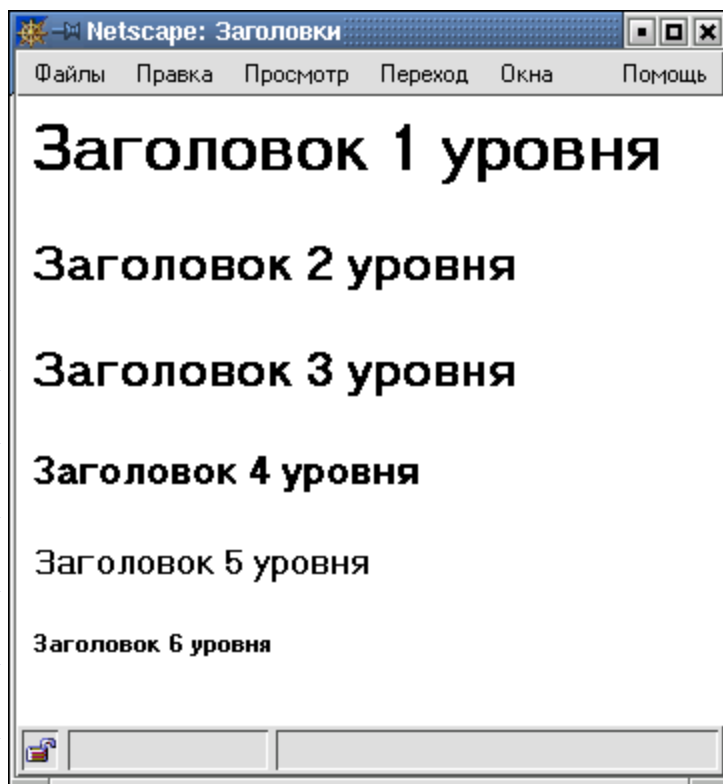 Netscape: Заголовки
Файлы Правка Просмотр Переход Окна Помощь
Заголовок 1 уровня
Заголовок 2 уровня
Заголовок 3 уровня
Заголовок 4 уровня
Заголовок 5 уровня
Заголовок 6 уровня